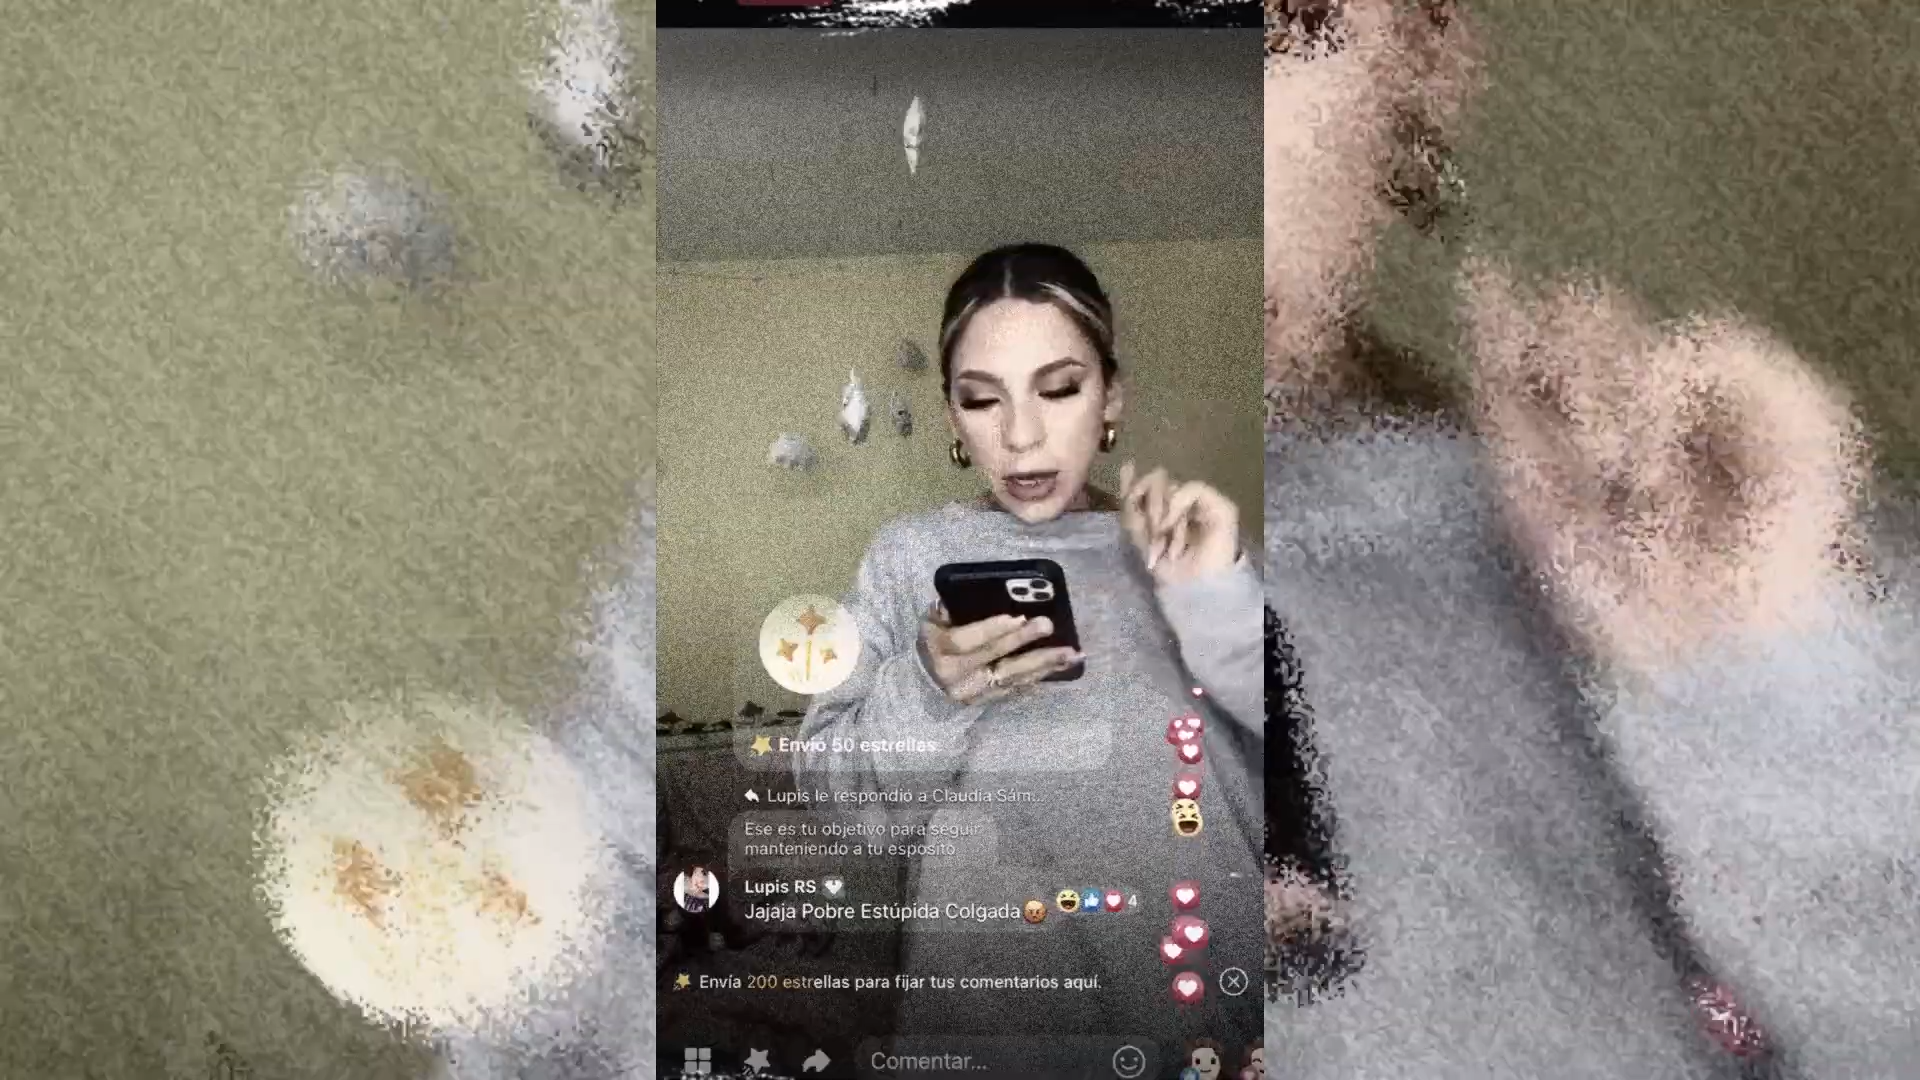 Envió 50 estrellas
Lupis le respondió a Claudia Sám...
Ese es tu objetivo para seguir
manteniendo a tu esposito
Lupis RS
Jajaja Pobre Estúpida Colgada
4
Envía 200 estrellas para fijar tus comentarios aquí.
Comentar...